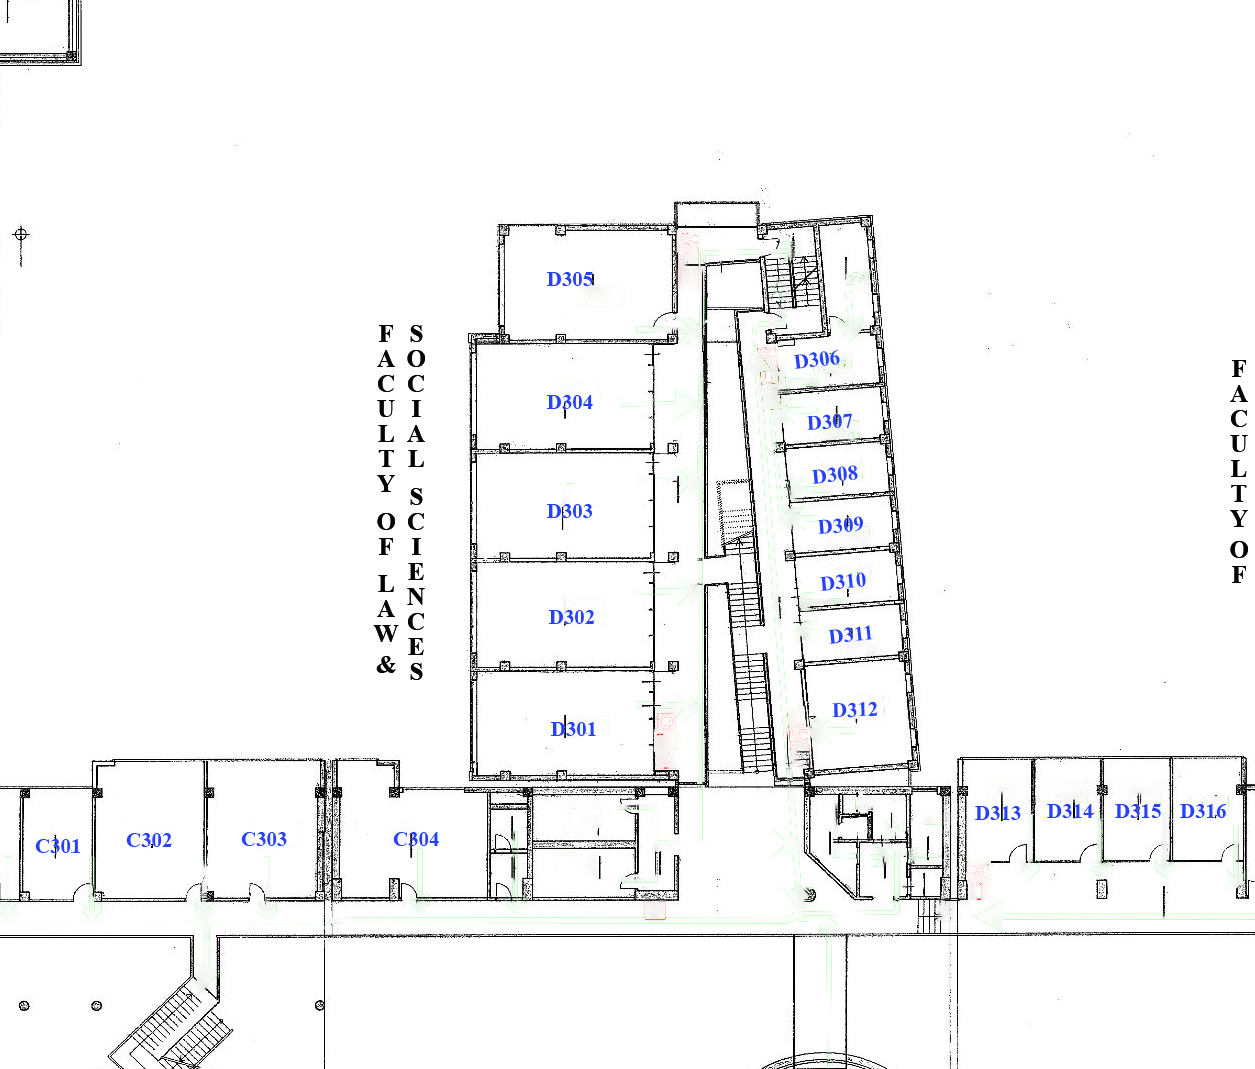 D305
D304
D303
D302
D301
D306
D307
D308
D309
D310
D311
D312
FACULTY OF LAW &
SOCIAL SCIENCES
FACULTY OF
C301
C302
C303
C304
D313
D314
D315
D316